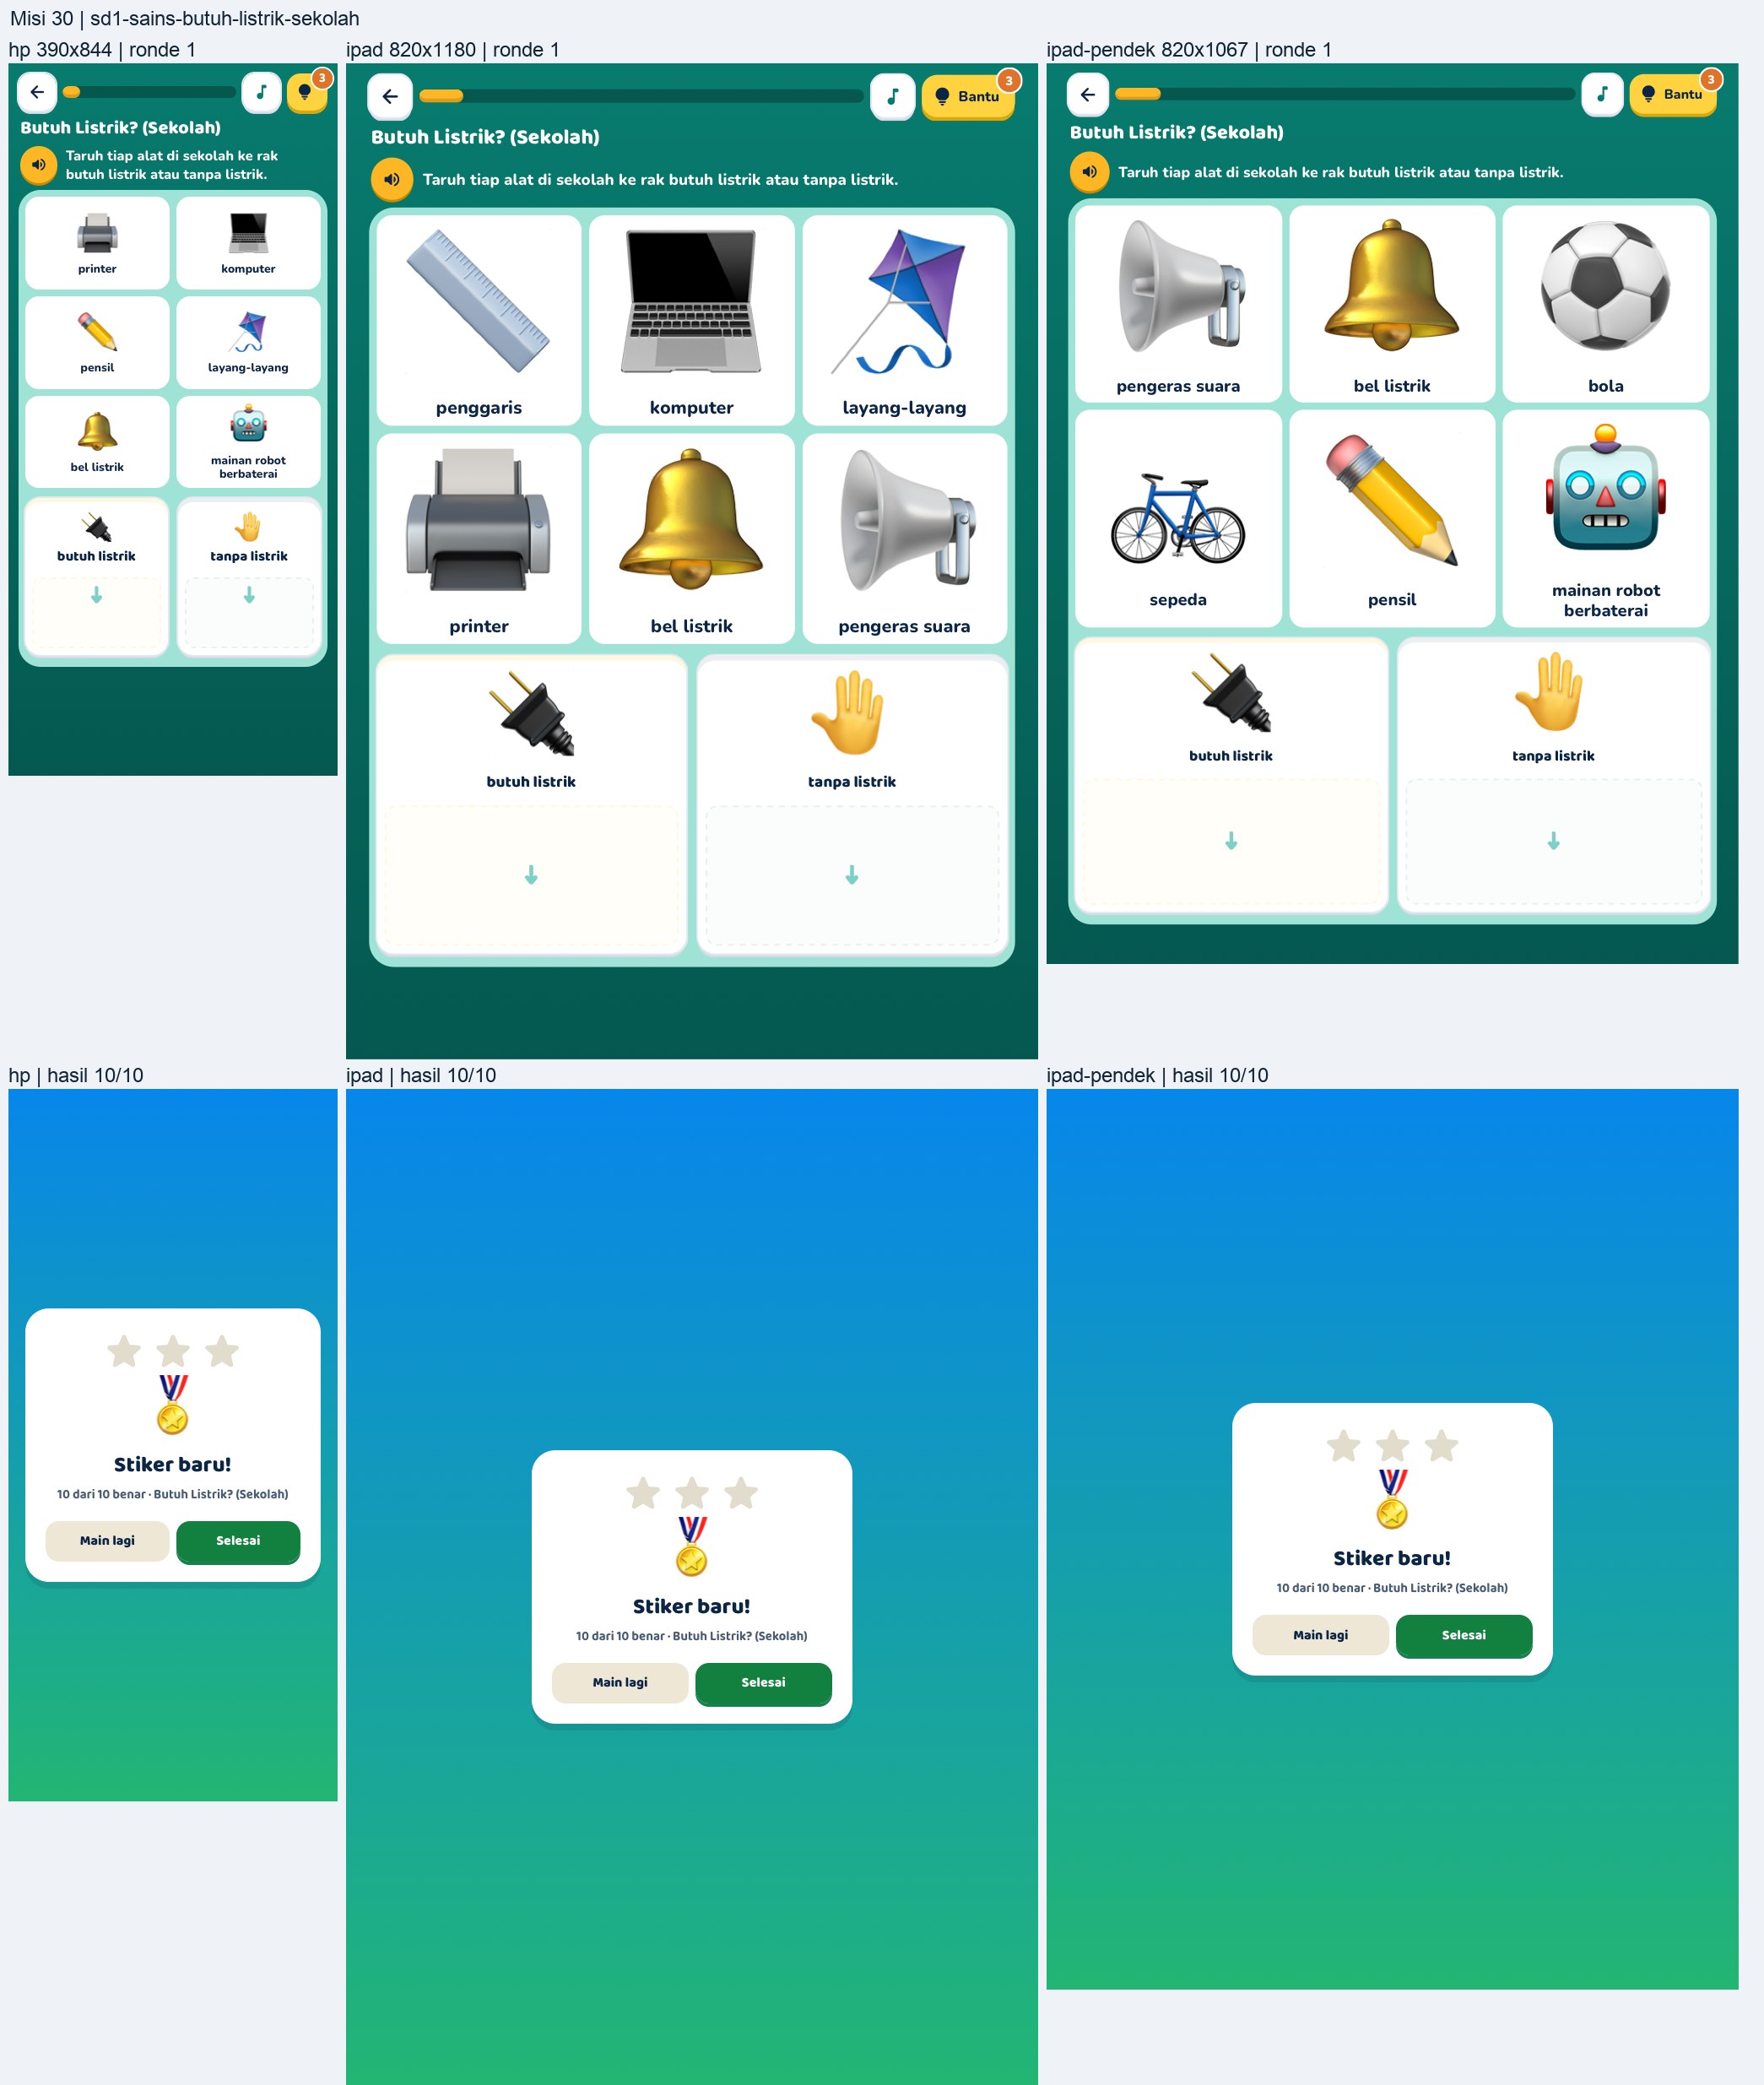 Misi 30 | sd1-sains-butuh-listrik-sekolah
hp 390x844 | ronde 1
3
Butuh Listrik? (Sekolah)
Taruh tiap alat di sekolah ke rak
butuh listrik atau tanpa listrik.
printer
komputer
pensil
layang-layang
bel listrik
mainan robot
berbaterai
butuh listrik
tanpa listrik
ipad 820x1180 | ronde 1
Bantu
3
Butuh Listrik? (Sekolah)
Taruh tiap alat di sekolah ke rak butuh listrik atau tanpa listrik.
penggaris
komputer
layang-layang
printer
bel listrik
pengeras suara
butuh listrik
tanpa listrik
ipad-pendek 820x1067 | ronde 1
Bantu
3
Butuh Listrik? (Sekolah)
Taruh tiap alat di sekolah ke rak butuh listrik atau tanpa listrik.
pengeras suara
bel listrik
bola
sepeda
pensil
mainan robot
berbaterai
butuh listrik
tanpa listrik
hp | hasil 10/10
Stiker baru!
10 dari 10 benar · Butuh Listrik? (Sekolah)
Main lagi
Selesai
ipad | hasil 10/10
Stiker baru!
10 dari 10 benar · Butuh Listrik? (Sekolah)
Main lagi
Selesai
ipad-pendek | hasil 10/10
Stiker baru!
10 dari 10 benar · Butuh Listrik? (Sekolah)
Main lagi
Selesai